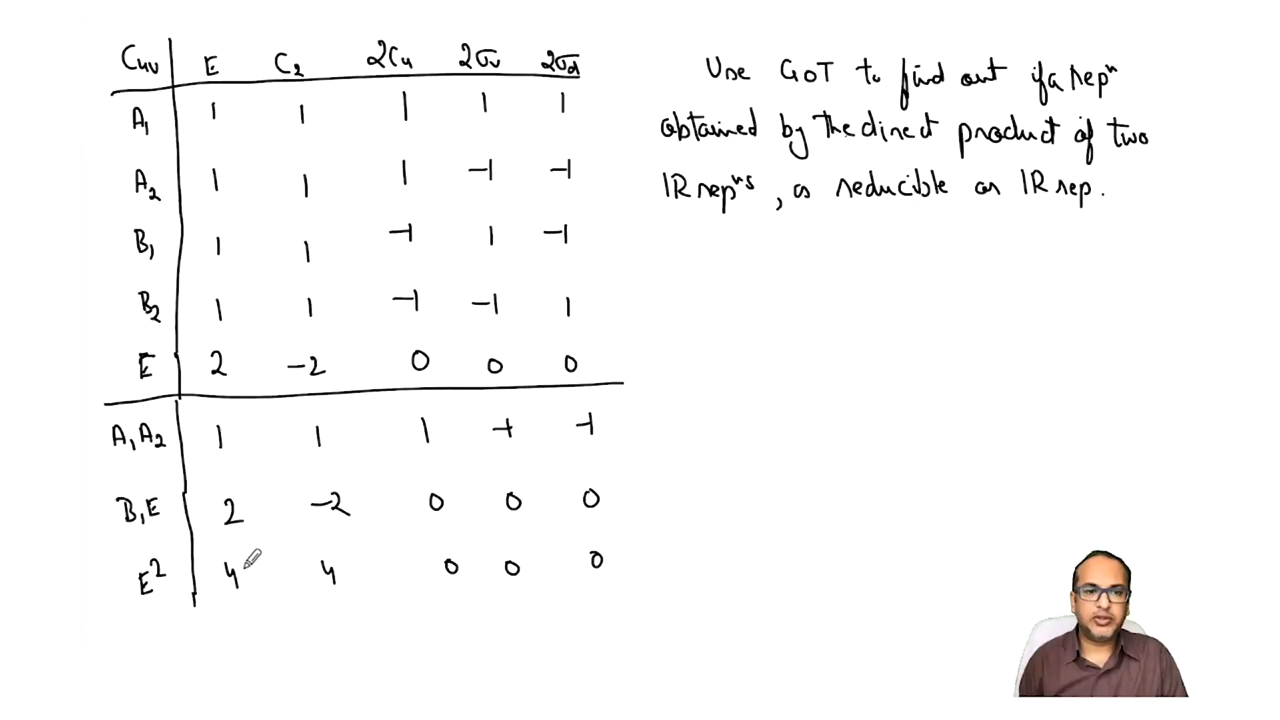 C4v E C2 2C4 2σv 2σd
A1 1 1 1 1 1
A2 1 1 1 -1 -1
B1 1 1 -1 1 -1
B2 1 1 -1 -1 1
E 2 -2 0 0 0
A1A2 1 1 1 -1 -1
B1E 2 -2 0 0 0
E² 4 4 0 0 0
Use GOT to find out if a repⁿ
obtained by the direct product of two
IR repⁿˢ, is reducible or IR rep.